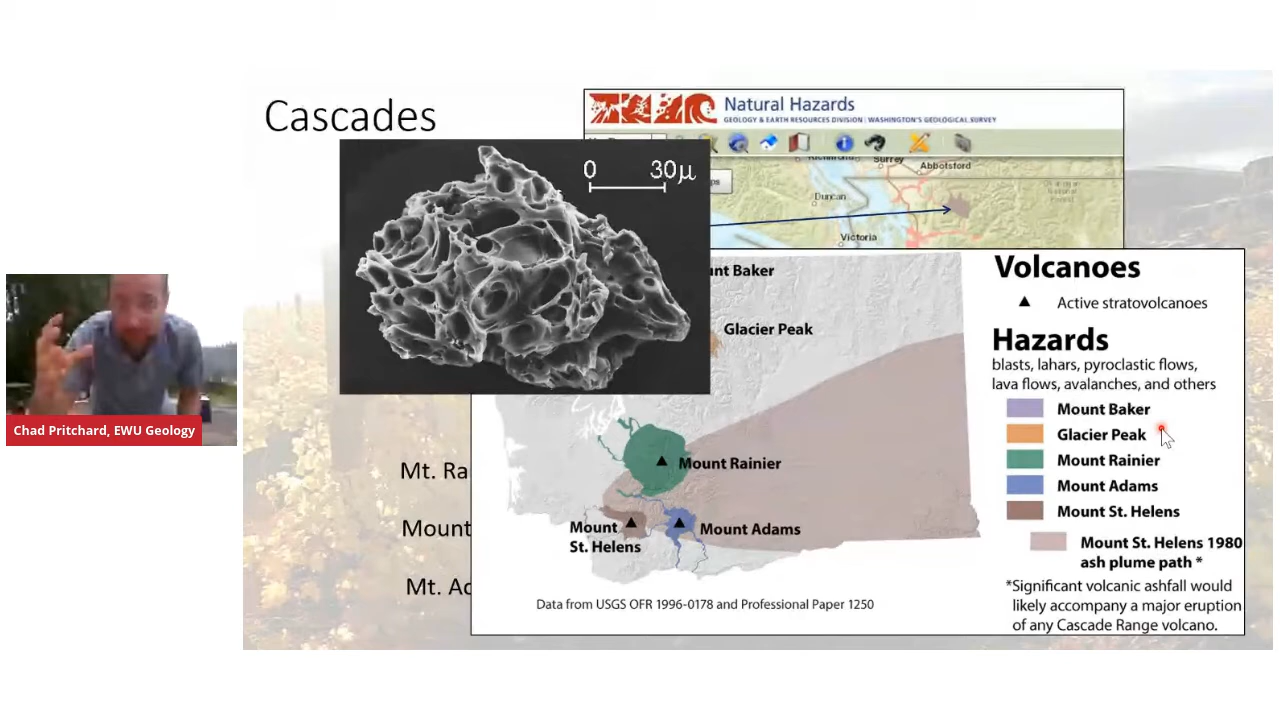 Cascades
Natural Hazards
GEOLOGY & EARTH RESOURCES DIVISION | WASHINGTON'S GEOLOGICAL SURVEY
0 30µ
Surrey
Abbotsford
Duncan
Victoria
ps
unt Baker
Glacier Peak
Mount Rainier
Mount
St. Helens
Mount Adams
Data from USGS OFR 1996-0178 and Professional Paper 1250
Volcanoes
Active stratovolcanoes
Hazards
blasts, lahars, pyroclastic flows,
lava flows, avalanches, and others
Mount Baker
Glacier Peak
Mount Rainier
Mount Adams
Mount St. Helens
Mount St. Helens 1980
ash plume path *
*Significant volcanic ashfall would
likely accompany a major eruption
of any Cascade Range volcano.
Mt. Ra
Mount
Mt. Ad
Chad Pritchard, EWU Geology